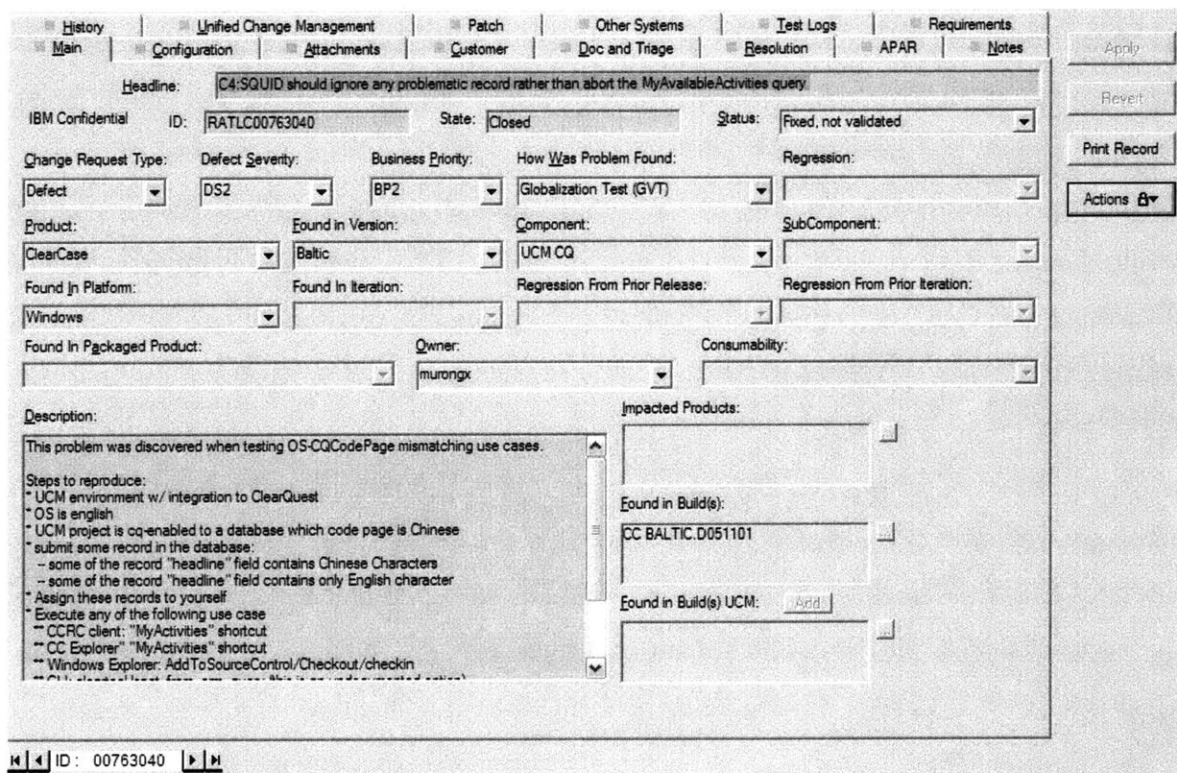 History Unified Change Management Patch Other Systems Test Logs Requirements
Main Configuration Attachments Customer Doc and Triage Resolution APAR Notes
Apply
Headline: C4:SQUID should ignore any problematic record rather than abort the MyAvailableActivities query
Revert
IBM Confidential ID: RATLC00763040 State: Closed Status: Fixed, not validated
Print Record
Change Request Type: Defect Severity: Business Priority: How Was Problem Found: Regression:
Defect DS2 BP2 Globalization Test (GVT)
Actions
Product: Found in Version: Component: SubComponent:
ClearCase Baltic UCM CQ
Found In Platform: Found In Iteration: Regression From Prior Release: Regression From Prior Iteration:
Windows
Found In Packaged Product: Owner: Consumability:
murongx
Description: Impacted Products:
This problem was discovered when testing OS-CQCodePage mismatching use cases.
Steps to reproduce:
* UCM environment w/ integration to ClearQuest
* OS is english
* UCM project is cq-enabled to a database which code page is Chinese
* submit some record in the database:
-- some of the record "headline" field contains Chinese Characters
-- some of the record "headline" field contains only English character
* Assign these records to yourself
* Execute any of the following use case
** CCRC client: "MyActivities" shortcut
** CC Explorer" "MyActivities" shortcut
** Windows Explorer: AddToSourceControl/Checkout/checkin
Found in Build(s):
CC BALTIC.D051101
Found in Build(s) UCM: Add
ID : 00763040